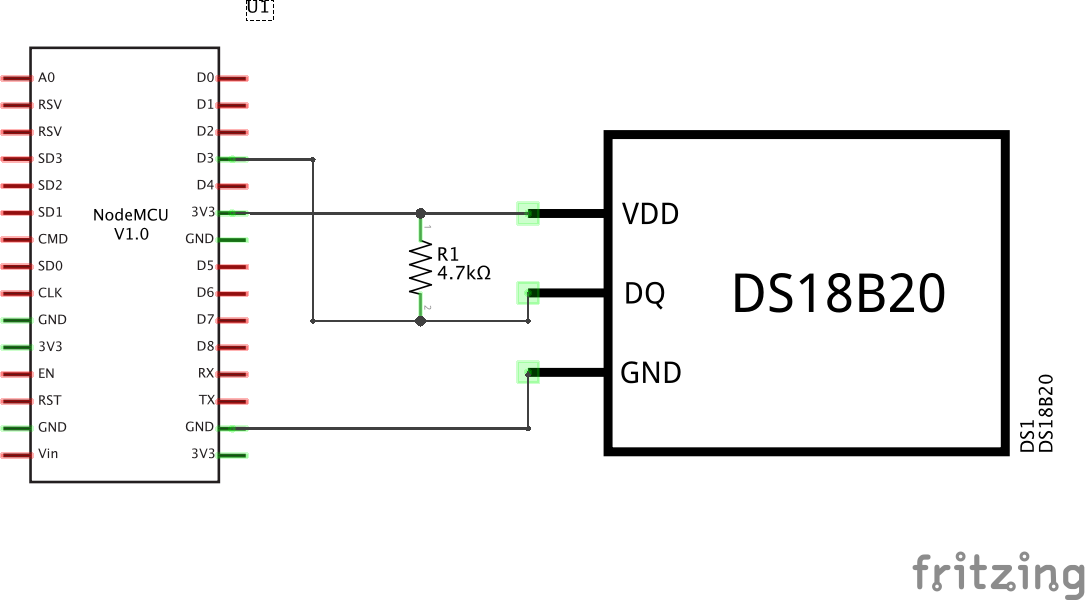 U1
A0
RSV
RSV
SD3
SD2
SD1
CMD
SD0
CLK
GND
3V3
EN
RST
GND
Vin
NodeMCU
V1.0
D0
D1
D2
D3
D4
3V3
GND
D5
D6
D7
D8
RX
TX
GND
3V3
1
R1
4.7kΩ
2
VDD
DQ
GND
DS18B20
DS1
DS18B20
fritzing